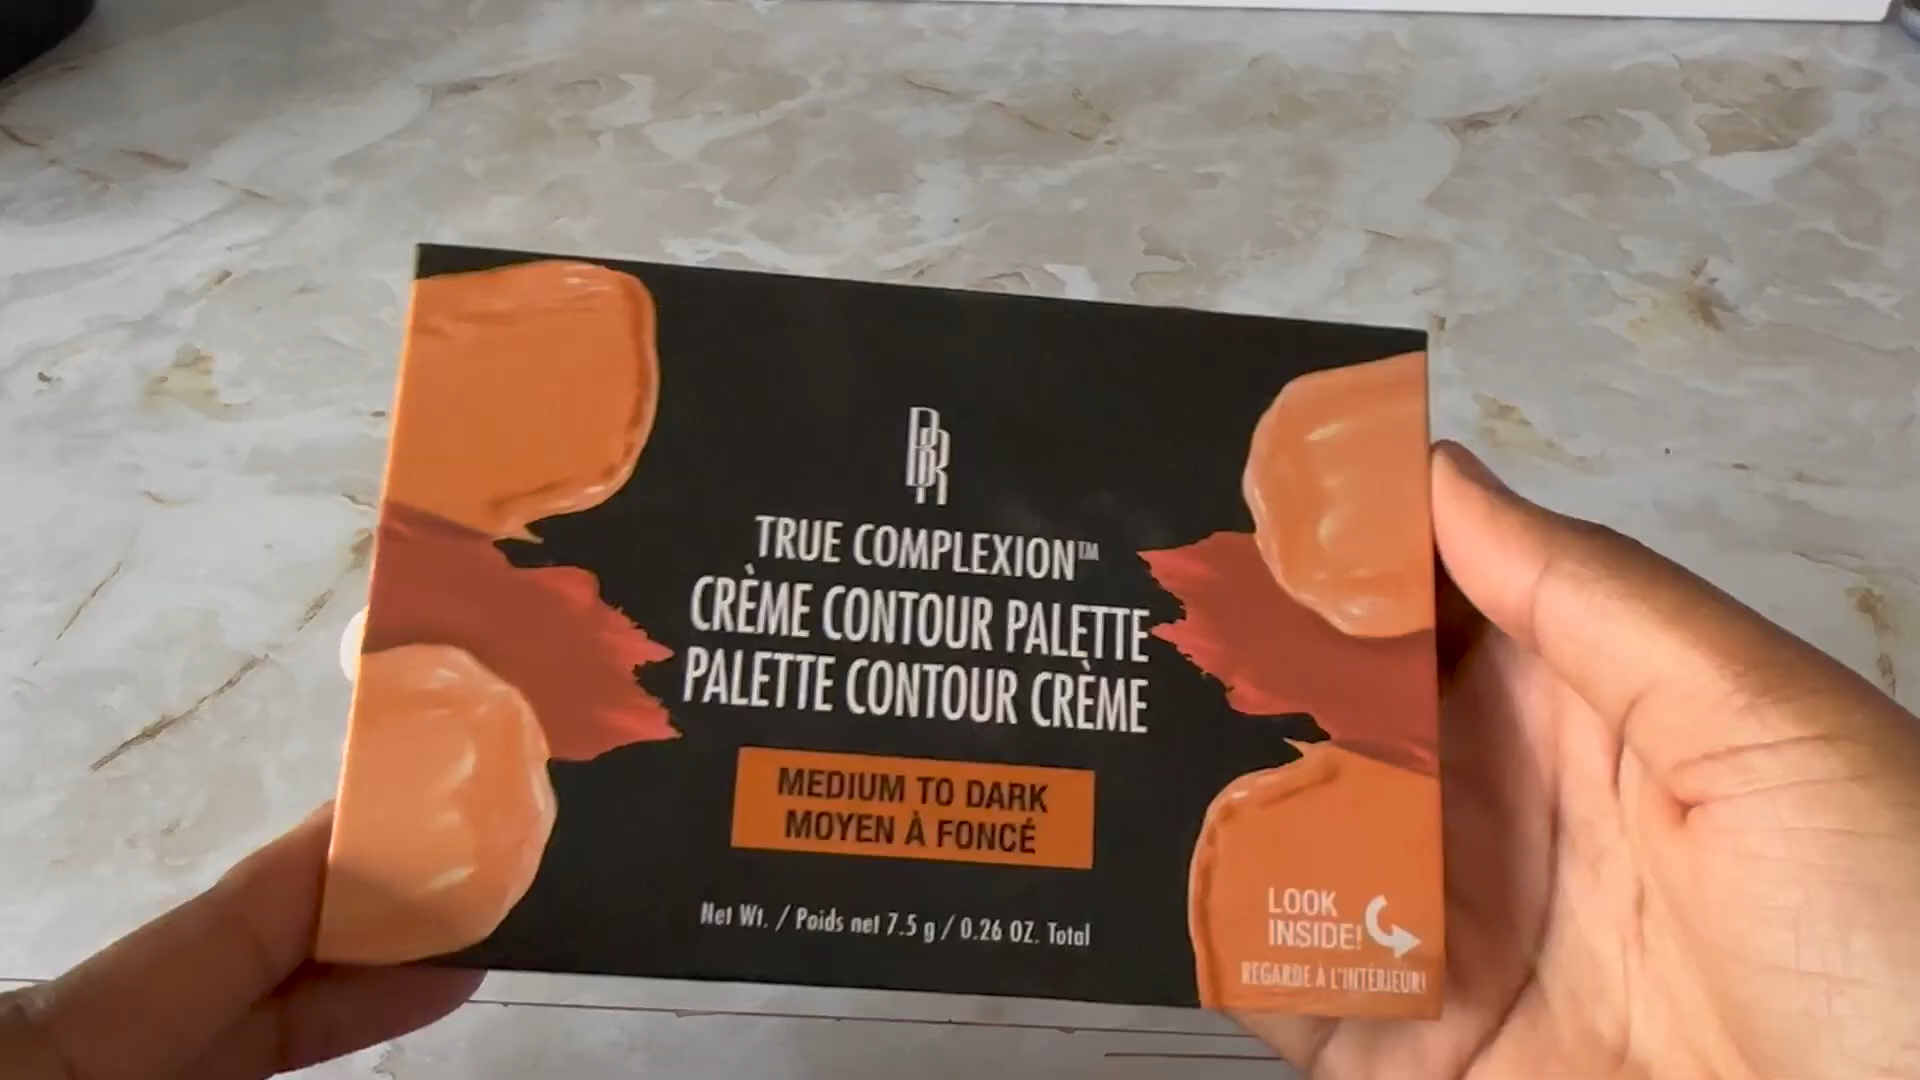 BR
TRUE COMPLEXION™
CRÈME CONTOUR PALETTE
PALETTE CONTOUR CRÈME
MEDIUM TO DARK
MOYEN À FONCÉ
Net Wt. / Poids net 7.5 g / 0.26 OZ. Total
LOOK
INSIDE!
REGARDE À L'INTÉRIEUR!